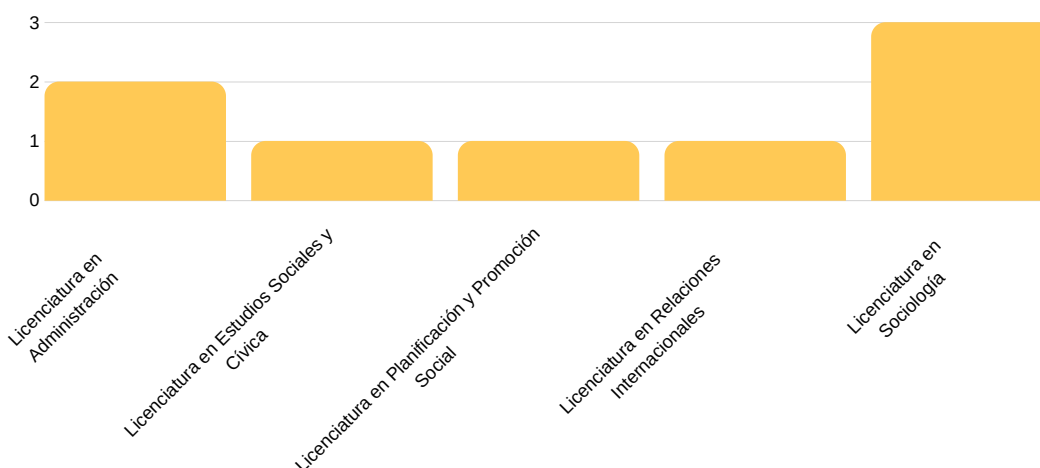 3
2
1
0
Licenciatura en
Administración
Licenciatura en Estudios Sociales y
Cívica
Licenciatura en Planificación y Promoción
Social
Licenciatura en Relaciones
Internacionales
Licenciatura en
Sociología